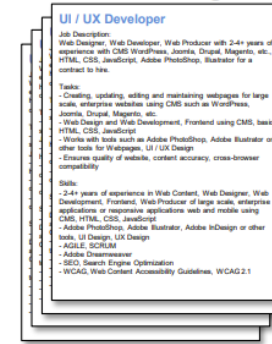 UI / UX Developer
Job Description:
Web Designer, Web Developer, Web Producer with 2-4+ years of
experience with CMS WordPress, Joomla, Drupal, Magento, etc.,
HTML, CSS, JavaScript, Adobe PhotoShop, Illustrator for a
contract to hire.
Tasks:
- Creating, updating, editing and maintaining webpages for large
scale, enterprise websites using CMS such as WordPress,
Joomla, Drupal, Magento, etc.
- Web Design and Web Development, Frontend using CMS, basic
HTML, CSS, JavaScript
- Works with tools such as Adobe PhotoShop, Adobe Illustrator or
other tools for Webpages, UI / UX Design
- Ensures quality of website, content accuracy, cross-browser
compatibility
Skills:
- 2-4+ years of experience in Web Content, Web Designer, Web
Development, Frontend, Web Producer of large scale, enterprise
applications or responsive applications web and mobile using
CMS, HTML, CSS, JavaScript
- Adobe PhotoShop, Adobe Illustrator, Adobe InDesign or other
tools, UI Design, UX Design
- AGILE, SCRUM
- Adobe Dreamweaver
- SEO, Search Engine Optimization
- WCAG, Web Content Accessibility Guidelines, WCAG 2.1